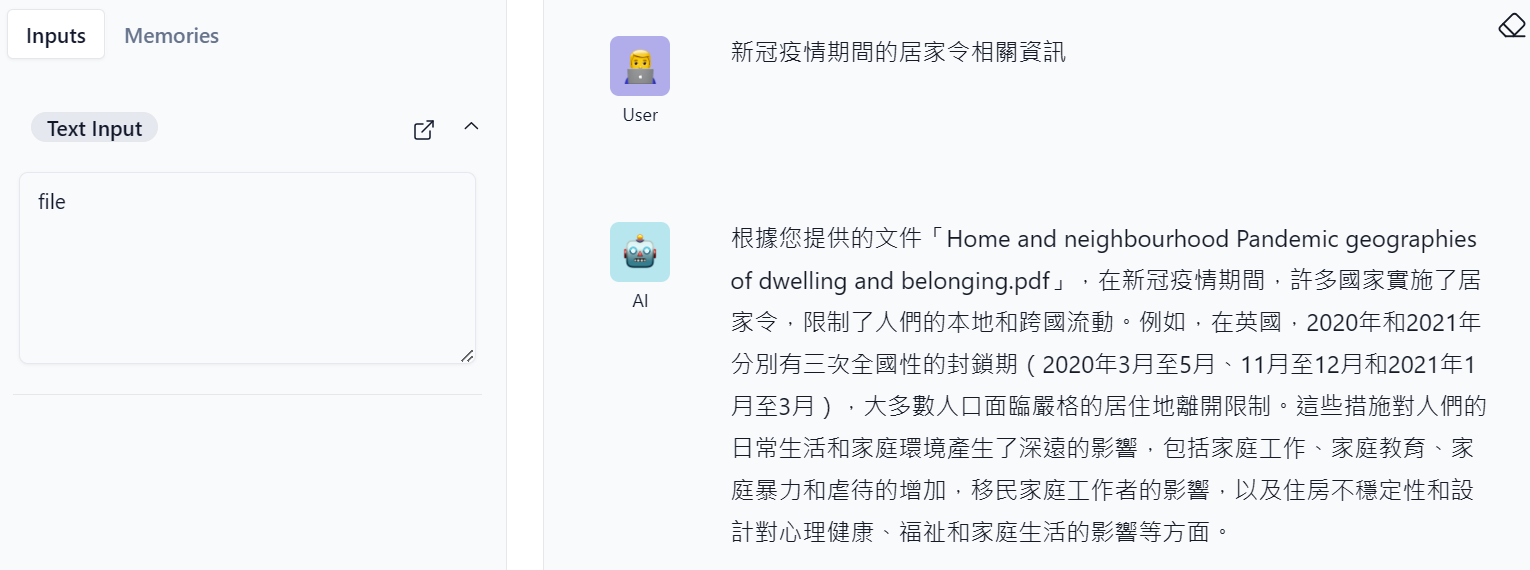 Inputs
Memories
Text Input
file
新冠疫情期間的居家令相關資訊
User
根據您提供的文件「Home and neighbourhood Pandemic geographies
of dwelling and belonging.pdf」，在新冠疫情期間，許多國家實施了居
家令，限制了人們的本地和跨國流動。例如，在英國，2020年和2021年
分別有三次全國性的封鎖期（2020年3月至5月、11月至12月和2021年1
月至3月），大多數人口面臨嚴格的居住地離開限制。這些措施對人們的
日常生活和家庭環境產生了深遠的影響，包括家庭工作、家庭教育、家
庭暴力和虐待的增加，移民家庭工作者的影響，以及住房不穩定性和設
計對心理健康、福祉和家庭生活的影響等方面。
AI